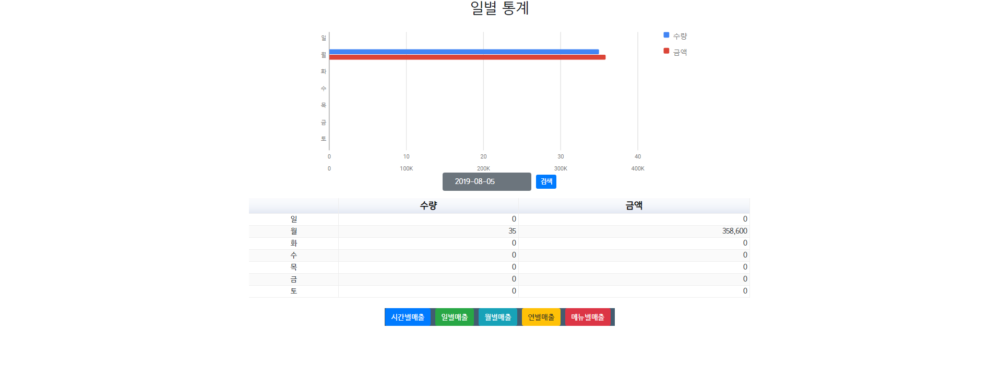 일별 통계
수량
금액
일
월
화
수
목
금
토
0 10 20 30 40
0 100K 200K 300K 400K
2019-08-05 검색
수량 금액
일 0 0
월 35 358,600
화 0 0
수 0 0
목 0 0
금 0 0
토 0 0
시간별매출 일별매출 월별매출 연별매출 메뉴별매출